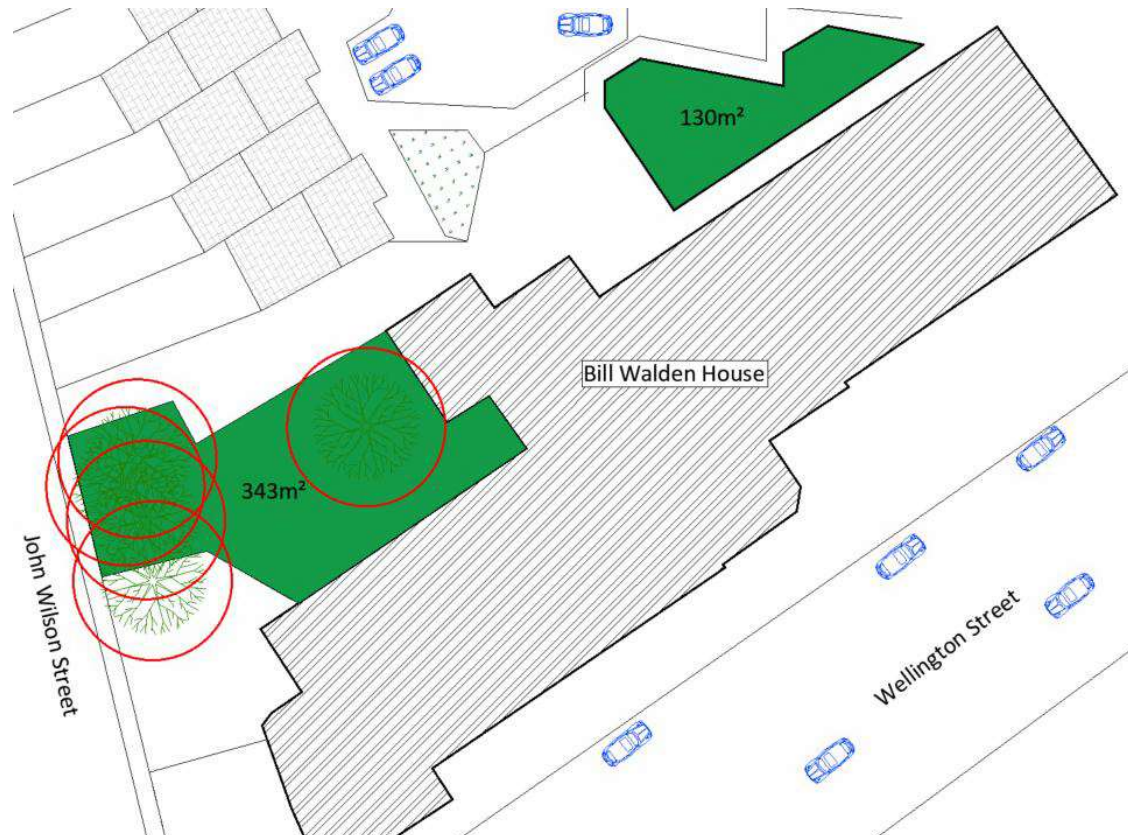 130m²
Bill Walden House
343m²
John Wilson Street
Wellington Street